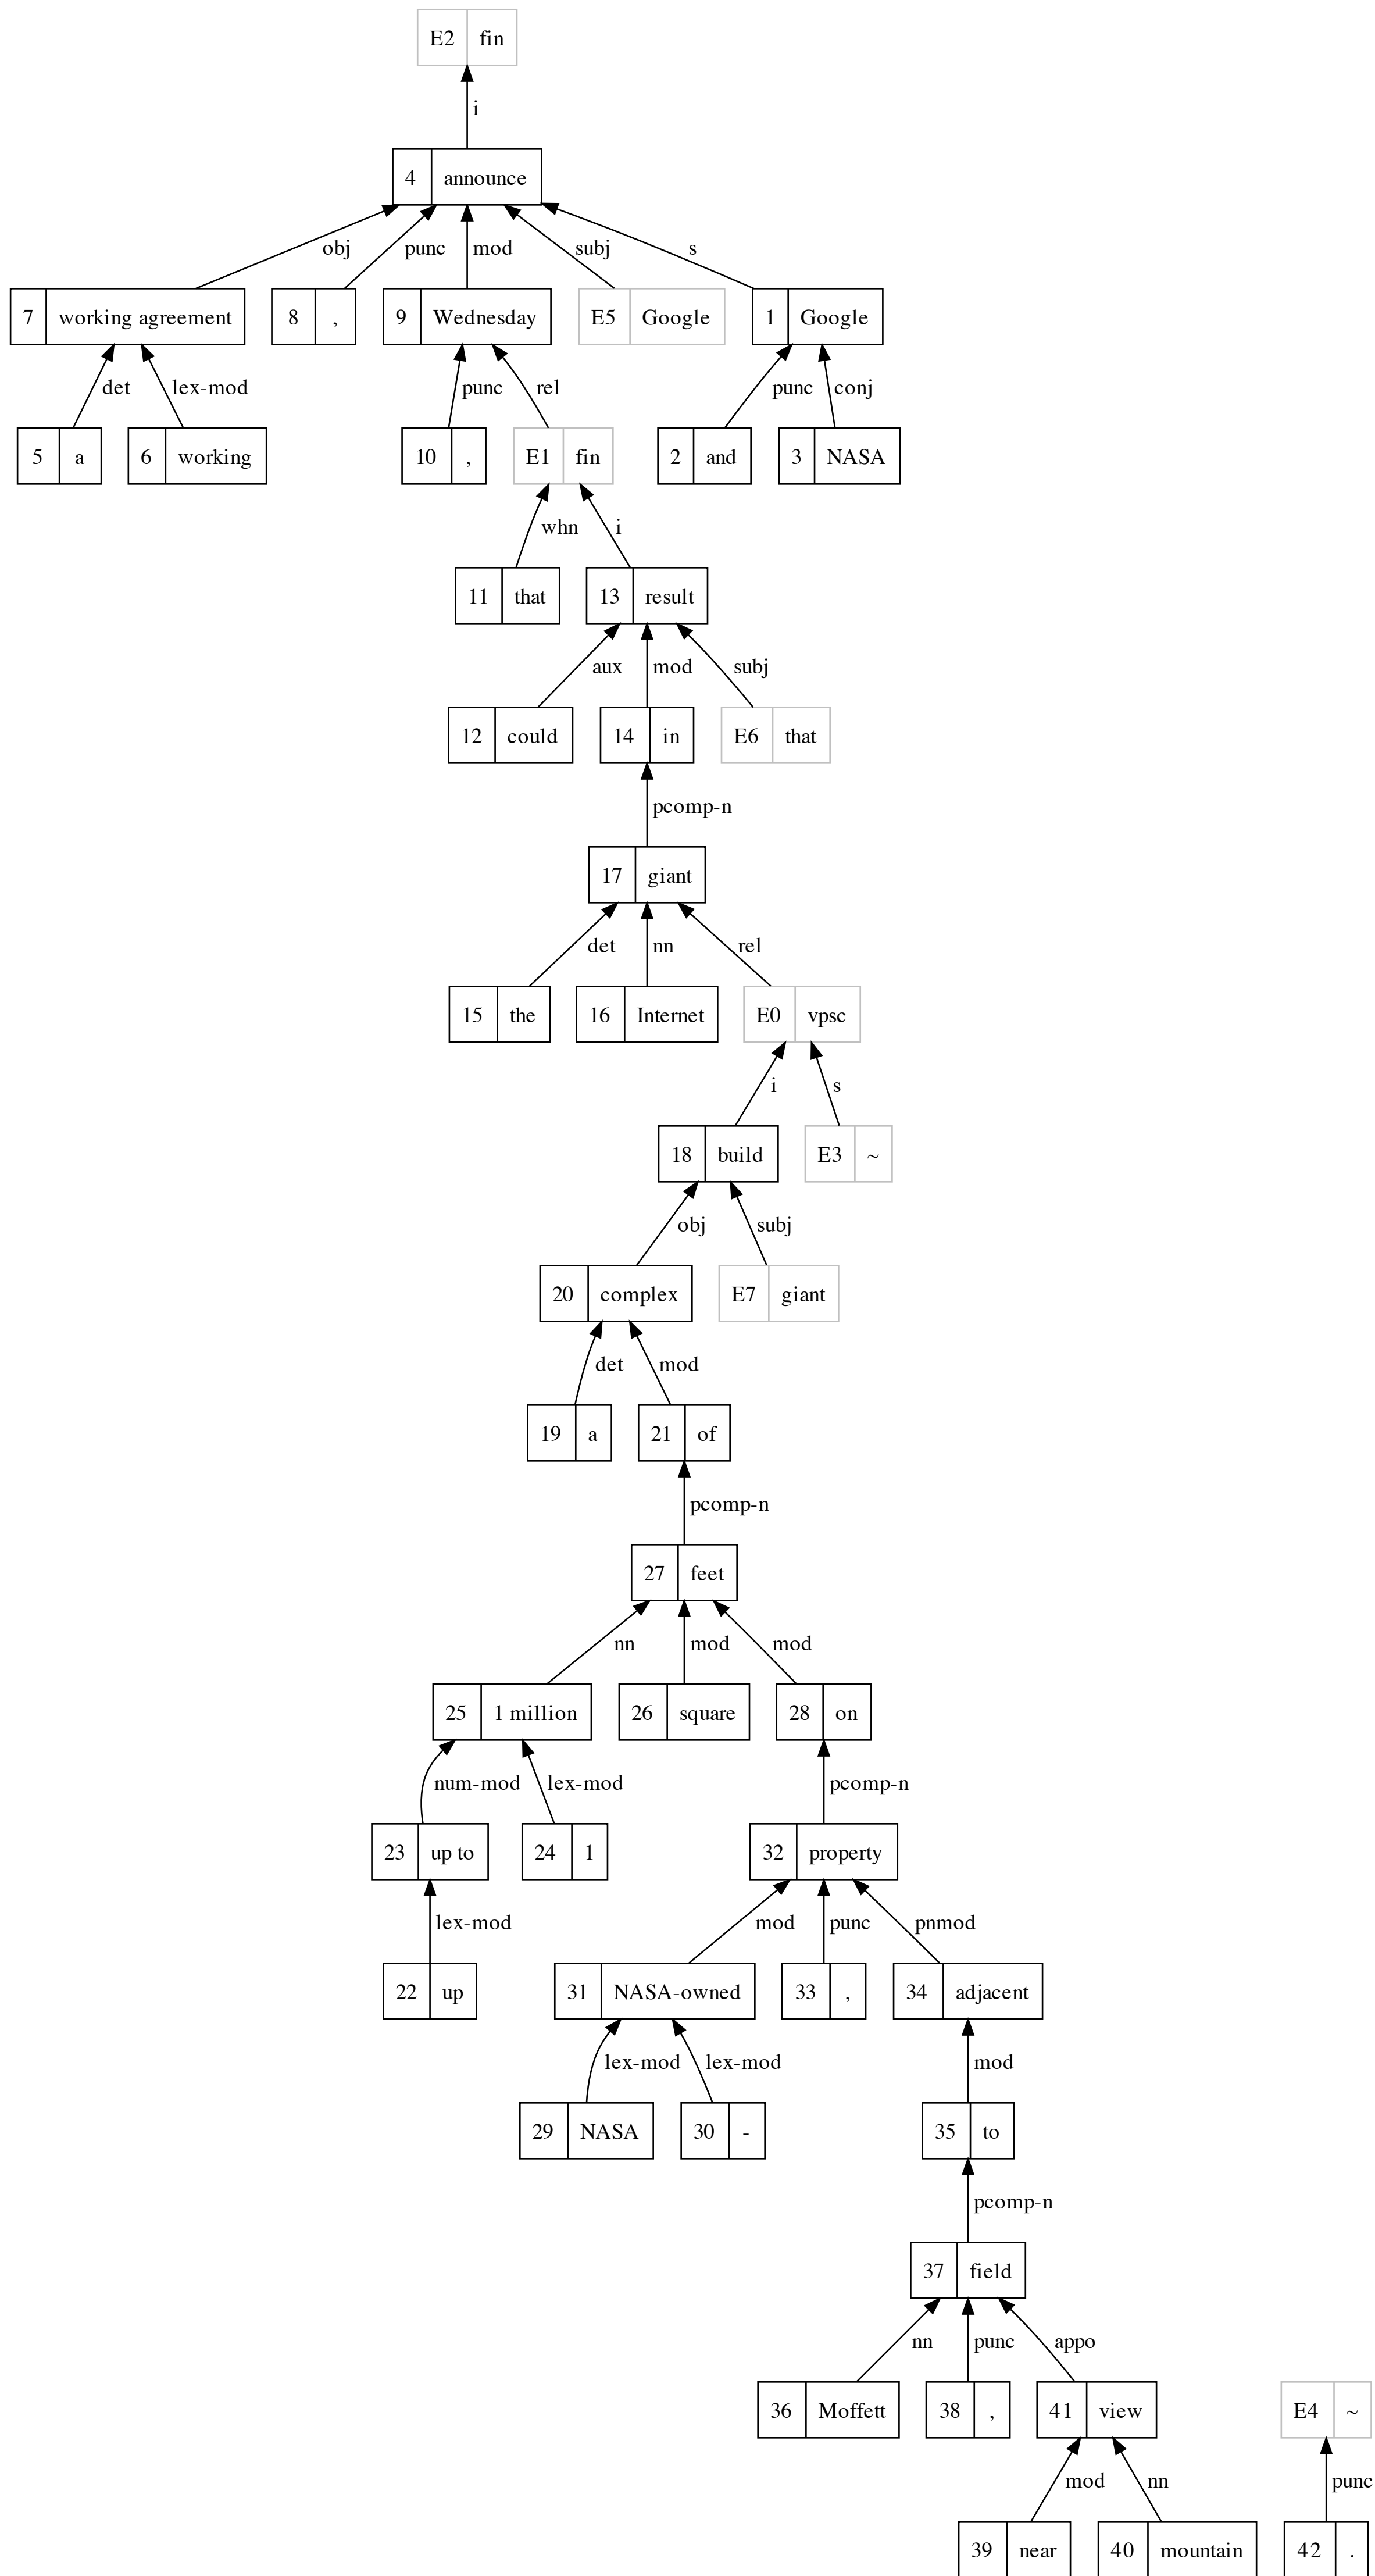 E2 fin
i
4 announce
obj punc mod subj s
7 working agreement 8 , 9 Wednesday E5 Google 1 Google
det lex-mod punc rel punc conj
5 a 6 working 10 , E1 fin 2 and 3 NASA
whn i
11 that 13 result
aux mod subj
12 could 14 in E6 that
pcomp-n
17 giant
det nn rel
15 the 16 Internet E0 vpsc
i s
18 build E3 ~
obj subj
20 complex E7 giant
det mod
19 a 21 of
pcomp-n
27 feet
nn mod mod
25 1 million 26 square 28 on
num-mod lex-mod pcomp-n
23 up to 24 1 32 property
lex-mod mod punc pnmod
22 up 31 NASA-owned 33 , 34 adjacent
lex-mod lex-mod mod
29 NASA 30 - 35 to
pcomp-n
37 field
nn punc appo
36 Moffett 38 , 41 view E4 ~
mod nn punc
39 near 40 mountain 42 .